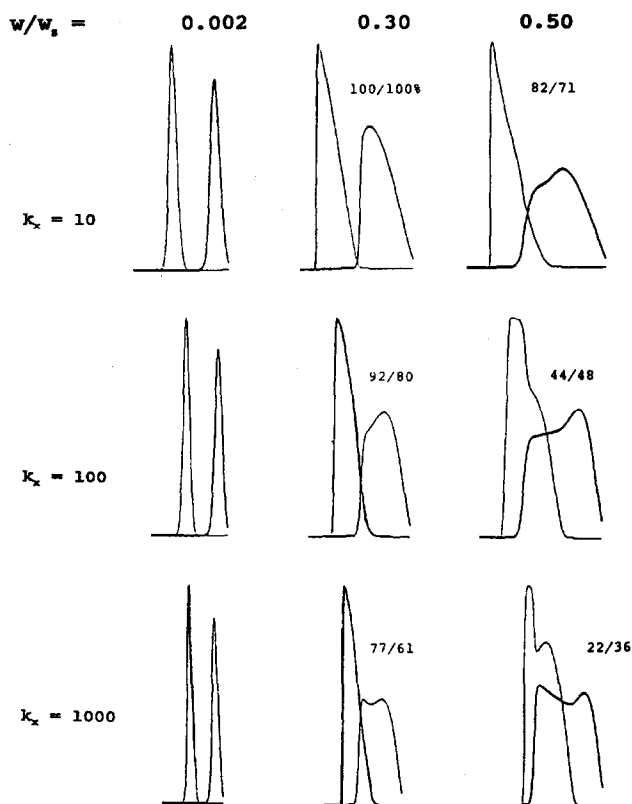 w/wₛ = 0.002 0.30 0.50
100/100% 82/71
kₓ = 10
92/80 44/48
kₓ = 100
77/61 22/36
kₓ = 1000